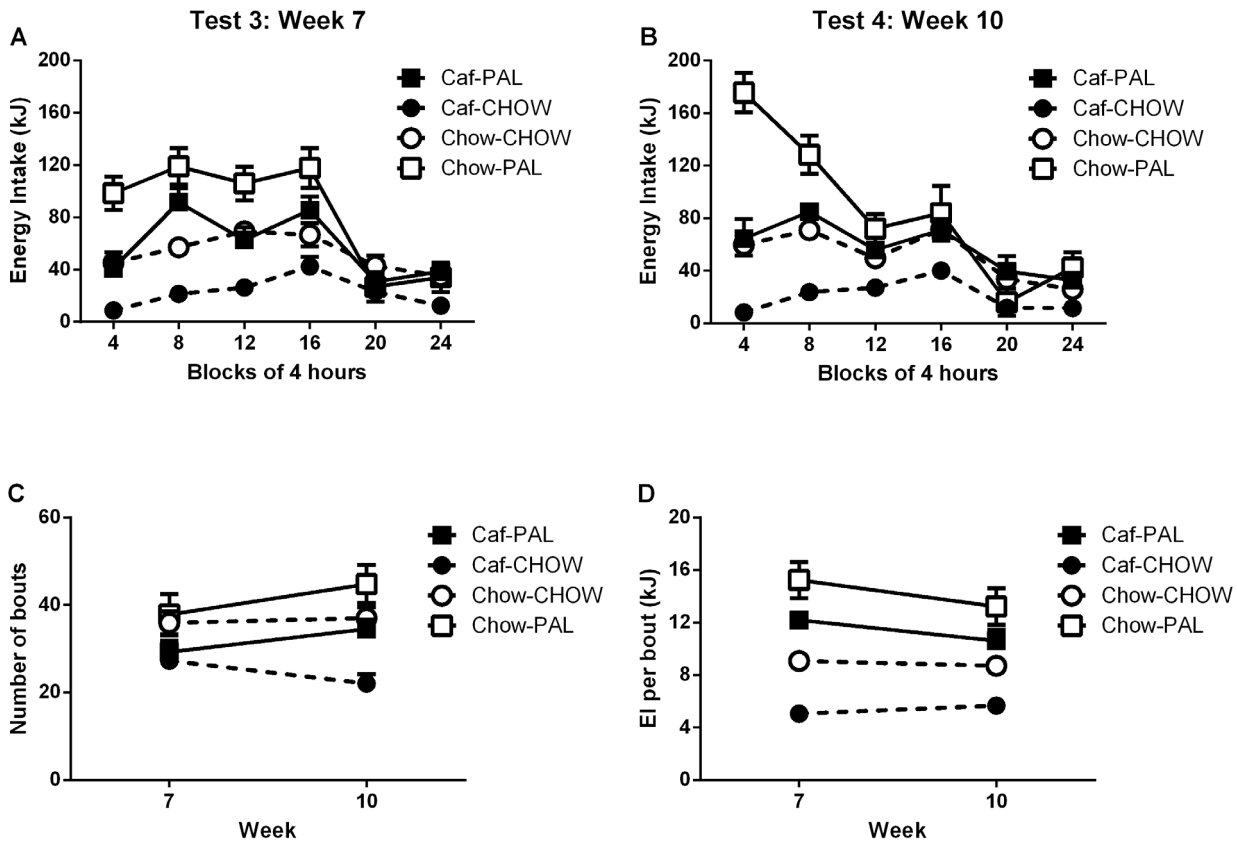 Test 3: Week 7
A
200
160
120
80
40
0
Energy Intake (kJ)
4 8 12 16 20 24
Blocks of 4 hours
Caf-PAL
Caf-CHOW
Chow-CHOW
Chow-PAL
Test 4: Week 10
B
200
160
120
80
40
0
Energy Intake (kJ)
4 8 12 16 20 24
Blocks of 4 hours
Caf-PAL
Caf-CHOW
Chow-CHOW
Chow-PAL
C
60
40
20
0
Number of bouts
7 10
Week
Caf-PAL
Caf-CHOW
Chow-CHOW
Chow-PAL
D
20
16
12
8
4
0
EI per bout (kJ)
7 10
Week
Caf-PAL
Caf-CHOW
Chow-CHOW
Chow-PAL